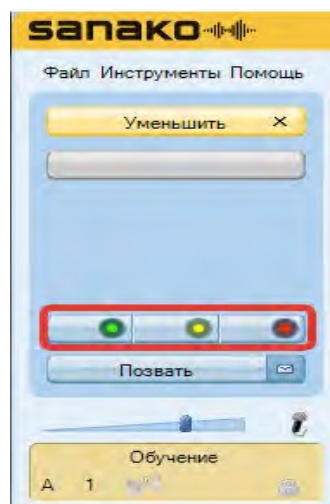 sanako
Файл Инструменты Помощь
Уменьшить ×
Позвать
Обучение
А 1